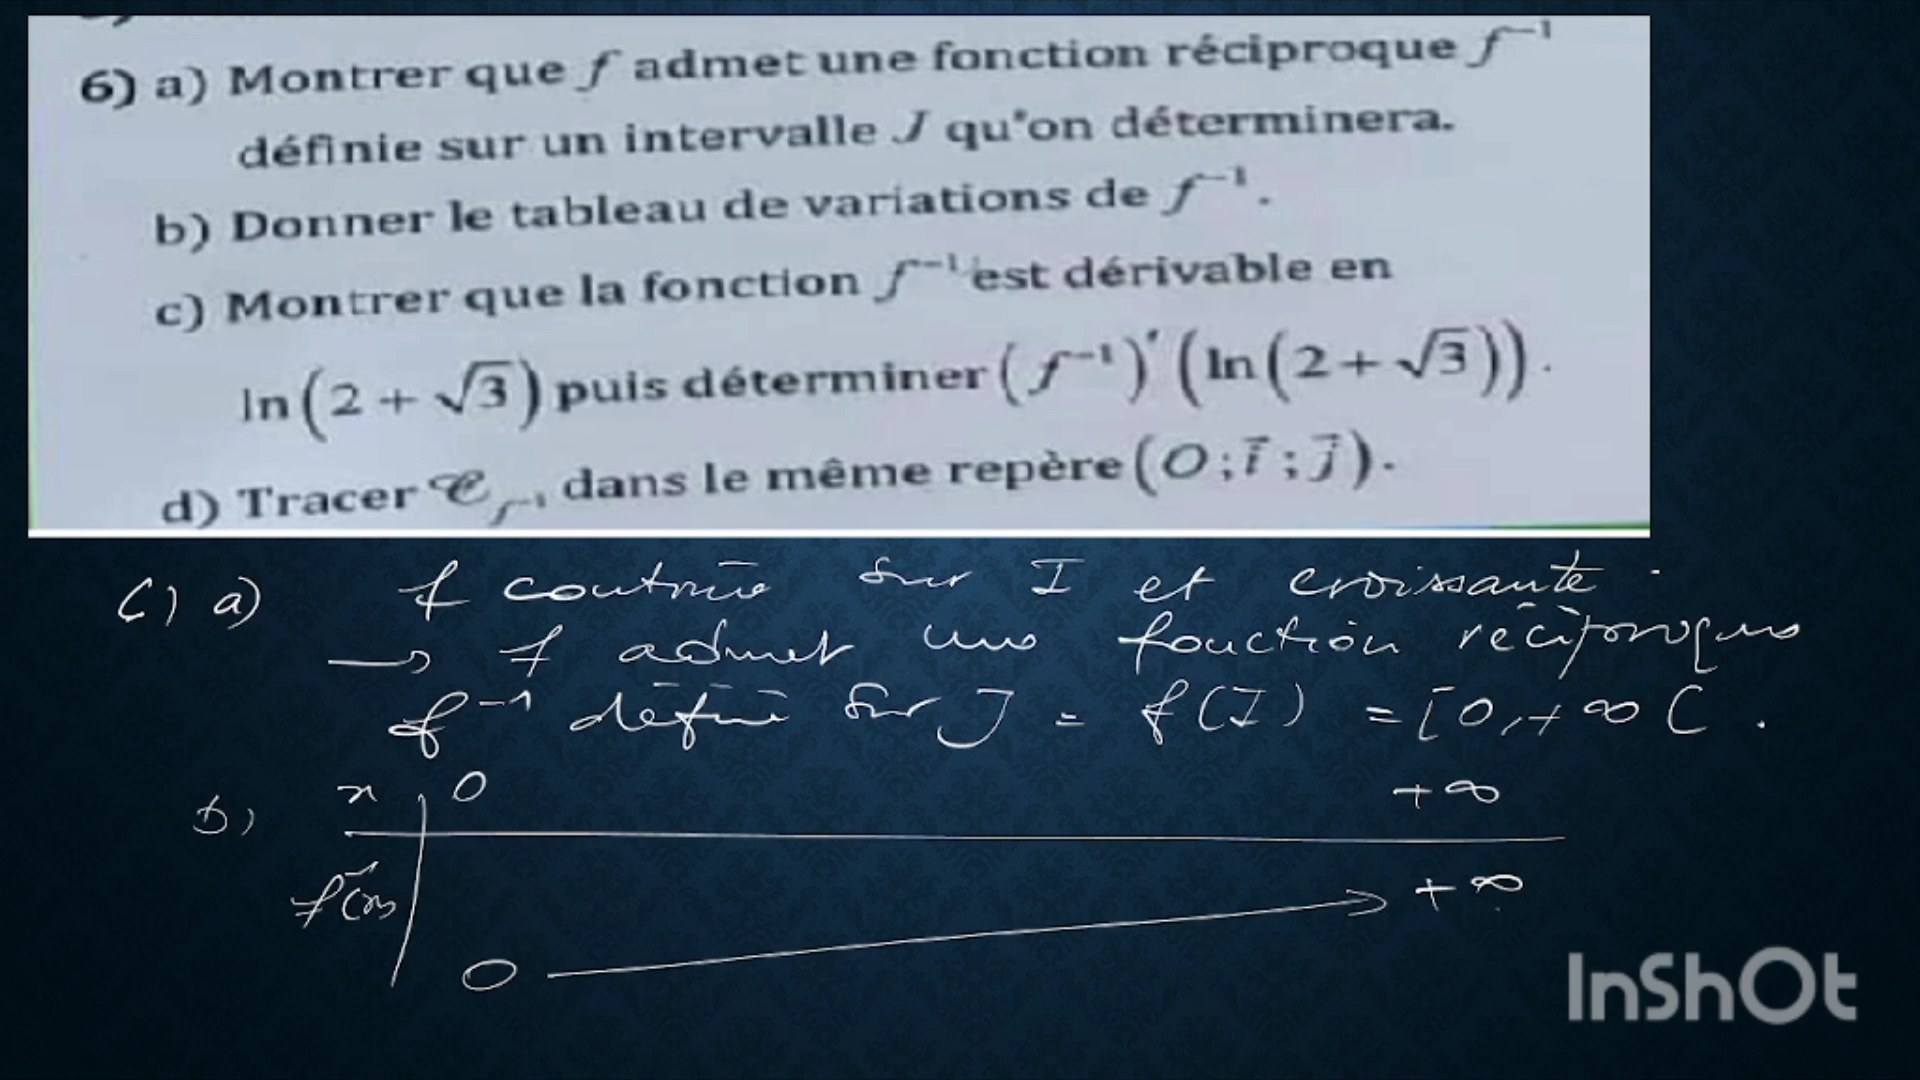 6) a) Montrer que f admet une fonction réciproque f⁻¹
définie sur un intervalle J qu'on déterminera.
b) Donner le tableau de variations de f⁻¹.
c) Montrer que la fonction f⁻¹ est dérivable en
ln(2 + √3) puis déterminer (f⁻¹)'(ln(2 + √3)).
d) Tracer 𝒞f⁻¹ dans le même repère (O ; i⃗ ; j⃗).
6) a) f continue sur I et croissante.
→ f admet une fonction réciproque
f⁻¹ définie sur J = f(I) = [0, +∞[.
b) x 0 +∞
f⁻¹(x) 0 +∞
InShOt